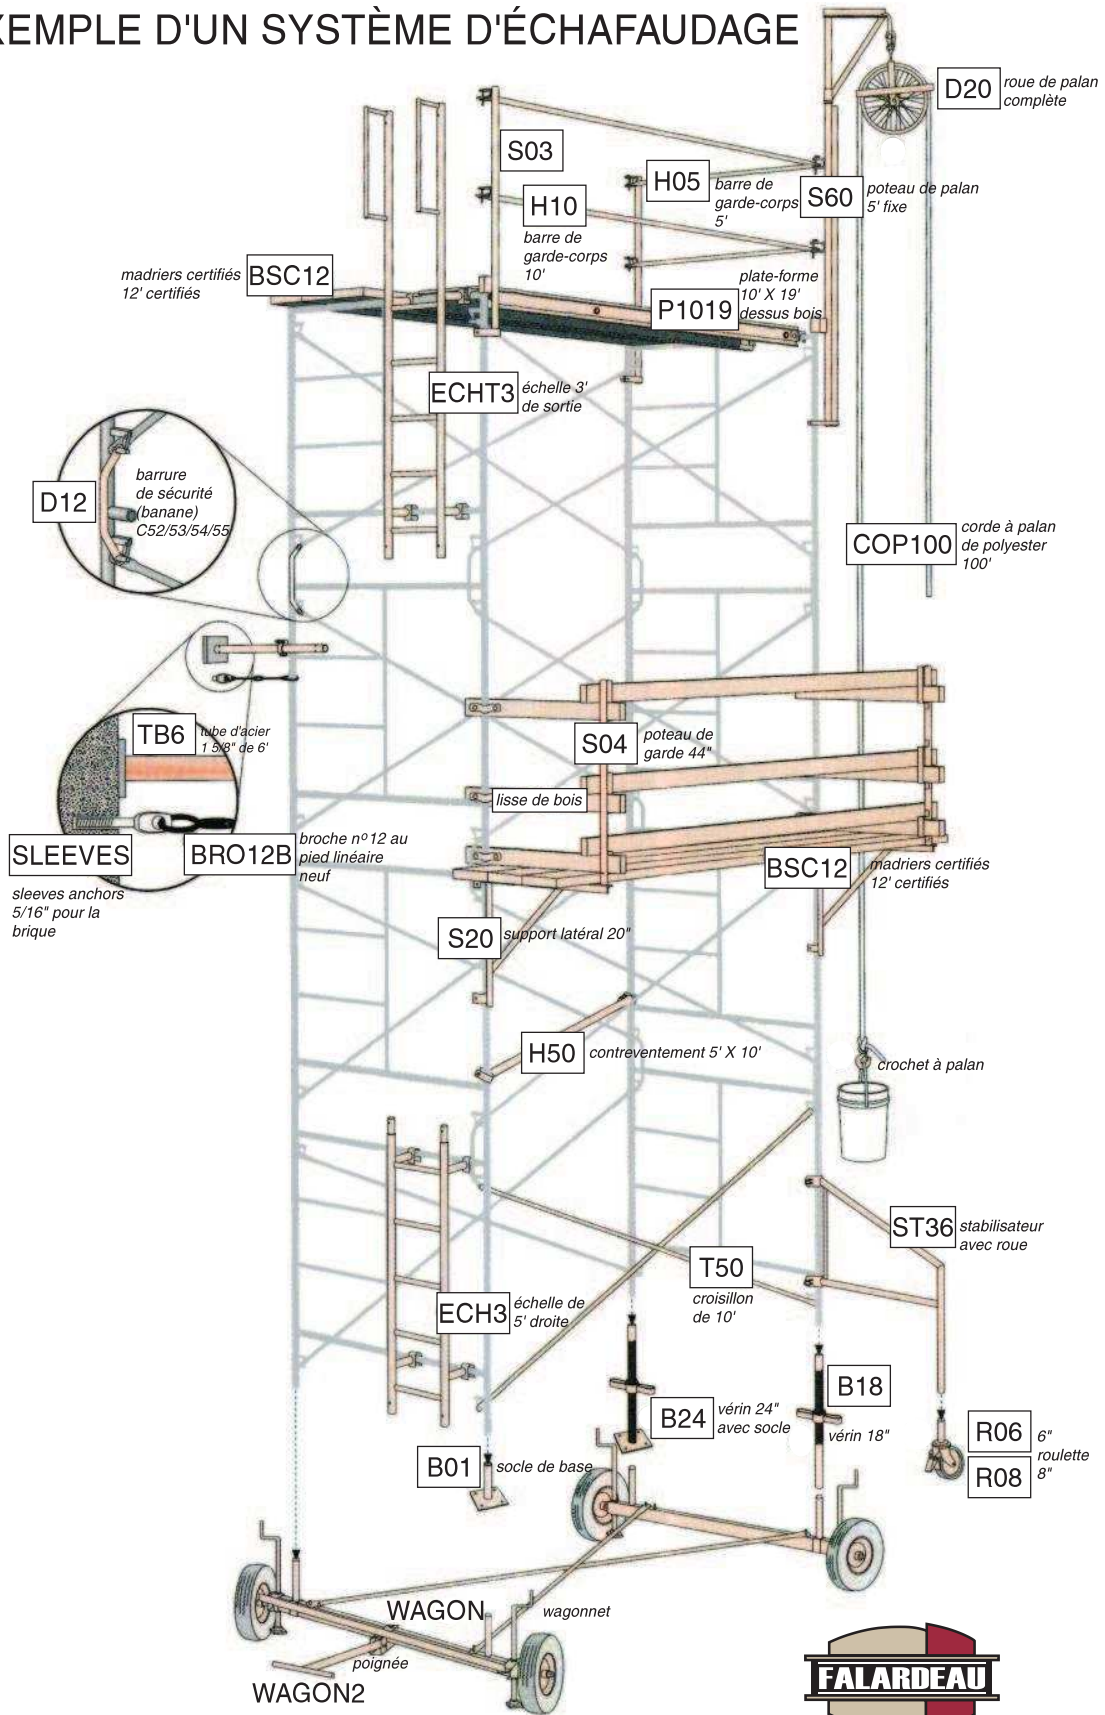 XEMPLE D'UN SYSTÈME D'ÉCHAFAUDAGE
D20
roue de palan
complète
S03
H05
barre de
garde-corps
5'
S60
poteau de palan
5' fixe
H10
barre de
garde-corps
10'
madriers certifiés
12' certifiés
BSC12
P1019
plate-forme
10' X 19'
dessus bois
ECHT3
échelle 3'
de sortie
D12
barrure
de sécurité
(banane)
C52/53/54/55
COP100
corde à palan
de polyester
100'
TB6
tube d'acier
1 5/8" de 6'
S04
poteau de
garde 44"
lisse de bois
SLEEVES
sleeves anchors
5/16" pour la
brique
BRO12B
broche nº12 au
pied linéaire
neuf
BSC12
madriers certifiés
12' certifiés
S20
support latéral 20"
H50
contreventement 5' X 10'
crochet à palan
ST36
stabilisateur
avec roue
T50
croisillon
de 10'
ECH3
échelle de
5' droite
B18
vérin 18"
B24
vérin 24"
avec socle
R06
R08
6"
roulette
8"
B01
socle de base
WAGON
wagonnet
poignée
WAGON2
FALARDEAU